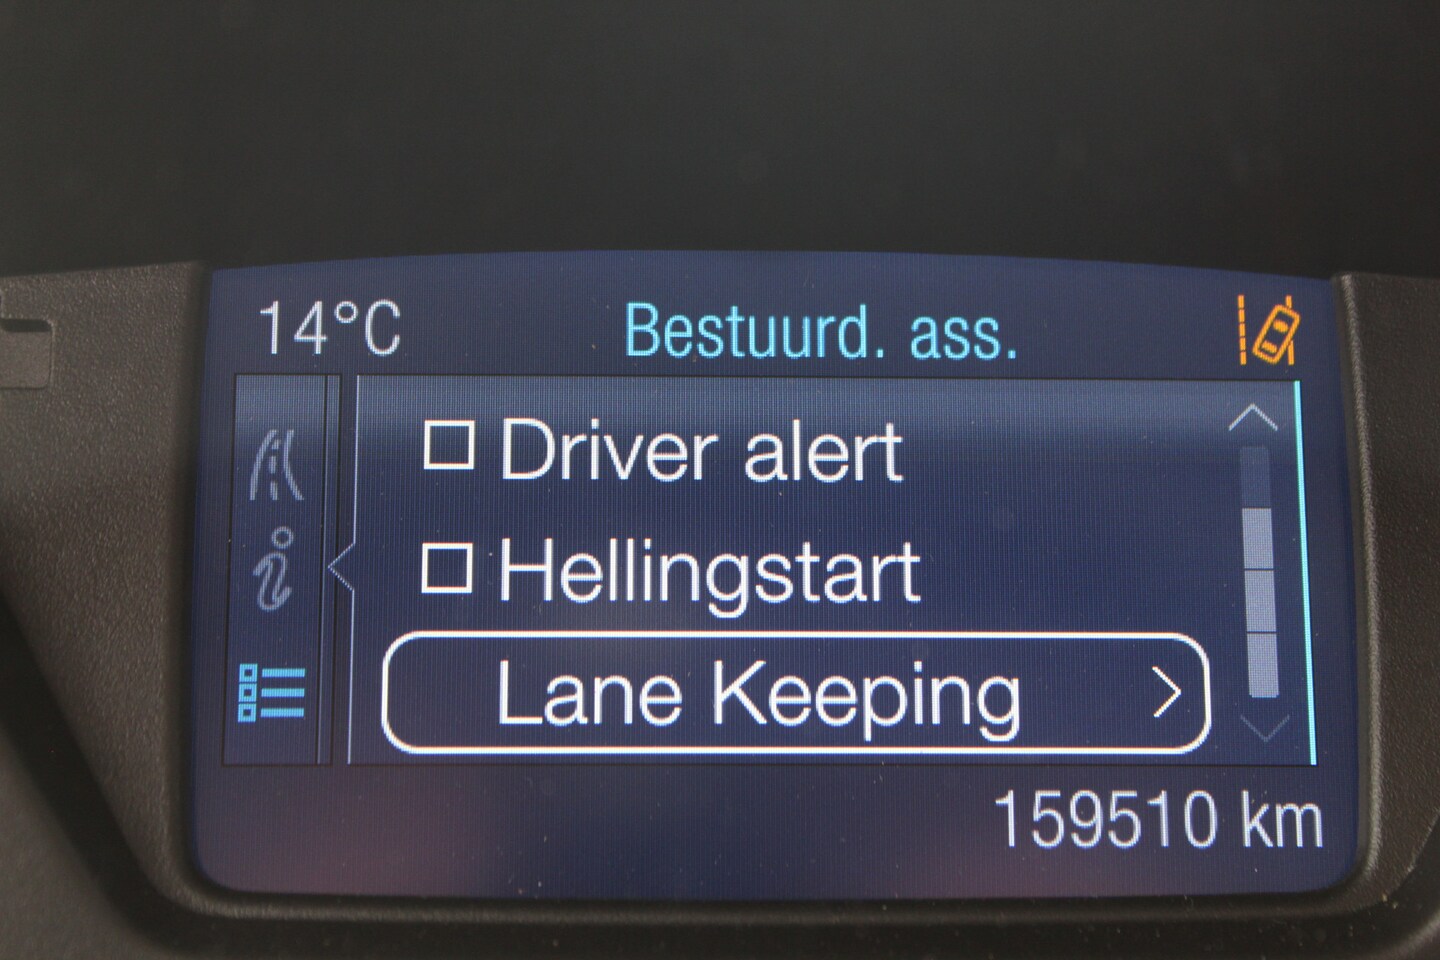 14°C Bestuurd. ass.
Driver alert
Hellingstart
Lane Keeping
159510 km